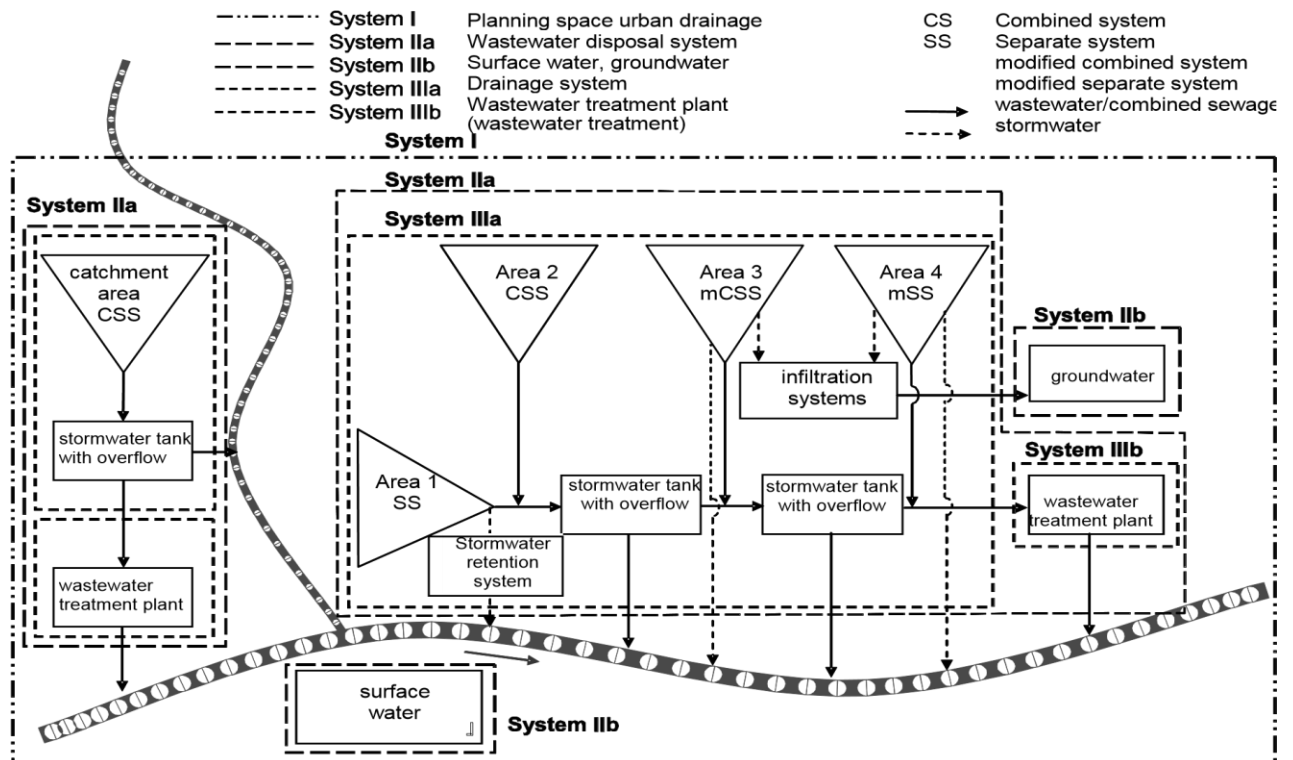 System I Planning space urban drainage
System IIa Wastewater disposal system
System IIb Surface water, groundwater
System IIIa Drainage system
System IIIb Wastewater treatment plant
(wastewater treatment)
CS Combined system
SS Separate system
modified combined system
modified separate system
wastewater/combined sewage
stormwater
System I
System IIa
System IIa
System IIIa
catchment
area
CSS
stormwater tank
with overflow
wastewater
treatment plant
Area 1
SS
Area 2
CSS
Area 3
mCSS
Area 4
mSS
infiltration
systems
System IIb
groundwater
stormwater tank
with overflow
stormwater tank
with overflow
Stormwater
retention
system
System IIIb
wastewater
treatment plant
surface
water
System IIb